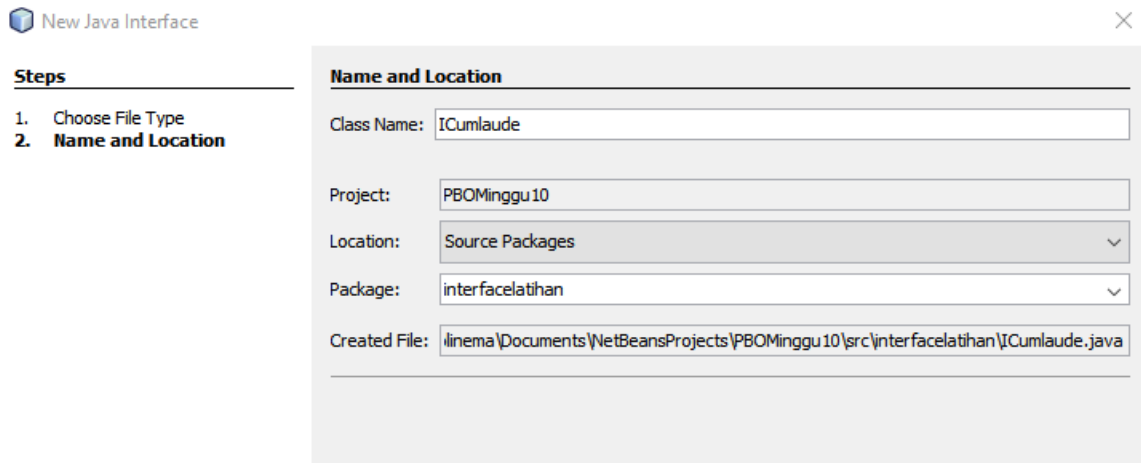 New Java Interface
Steps
1. Choose File Type
2. Name and Location
Name and Location
Class Name: ICumlaude
Project: PBOMinggu10
Location: Source Packages
Package: interfacelatihan
Created File: linema\Documents\NetBeansProjects\PBOMinggu10\src\interfacelatihan\ICumlaude.java